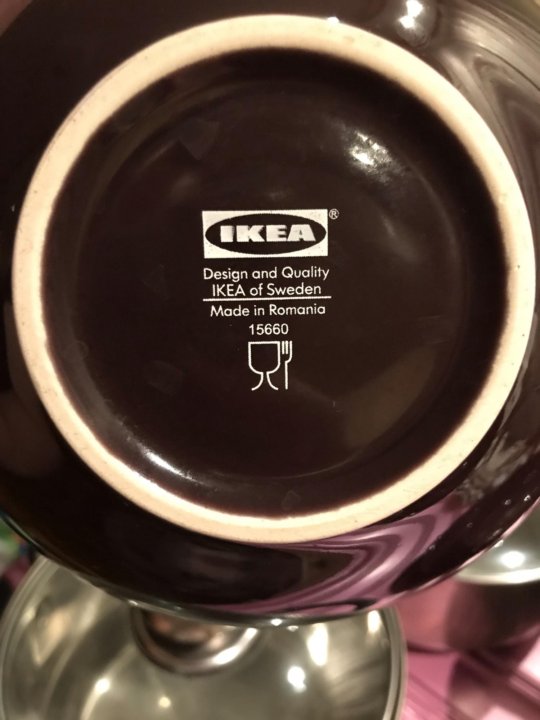 IKEA®
Design and Quality
IKEA of Sweden
Made in Romania
15660